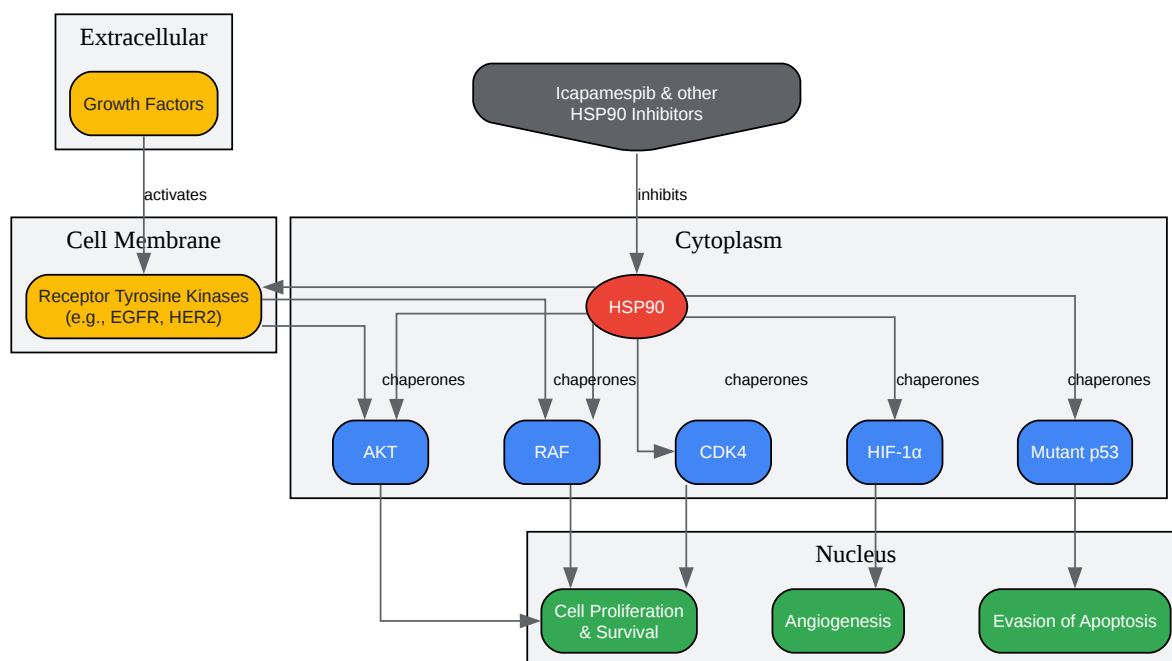 Extracellular
Growth Factors
Icapamespib & other
HSP90 Inhibitors
activates
inhibits
Cell Membrane
Cytoplasm
Receptor Tyrosine Kinases
(e.g., EGFR, HER2)
HSP90
chaperones
chaperones
chaperones
chaperones
chaperones
AKT
RAF
CDK4
HIF-1α
Mutant p53
Nucleus
Cell Proliferation
& Survival
Angiogenesis
Evasion of Apoptosis